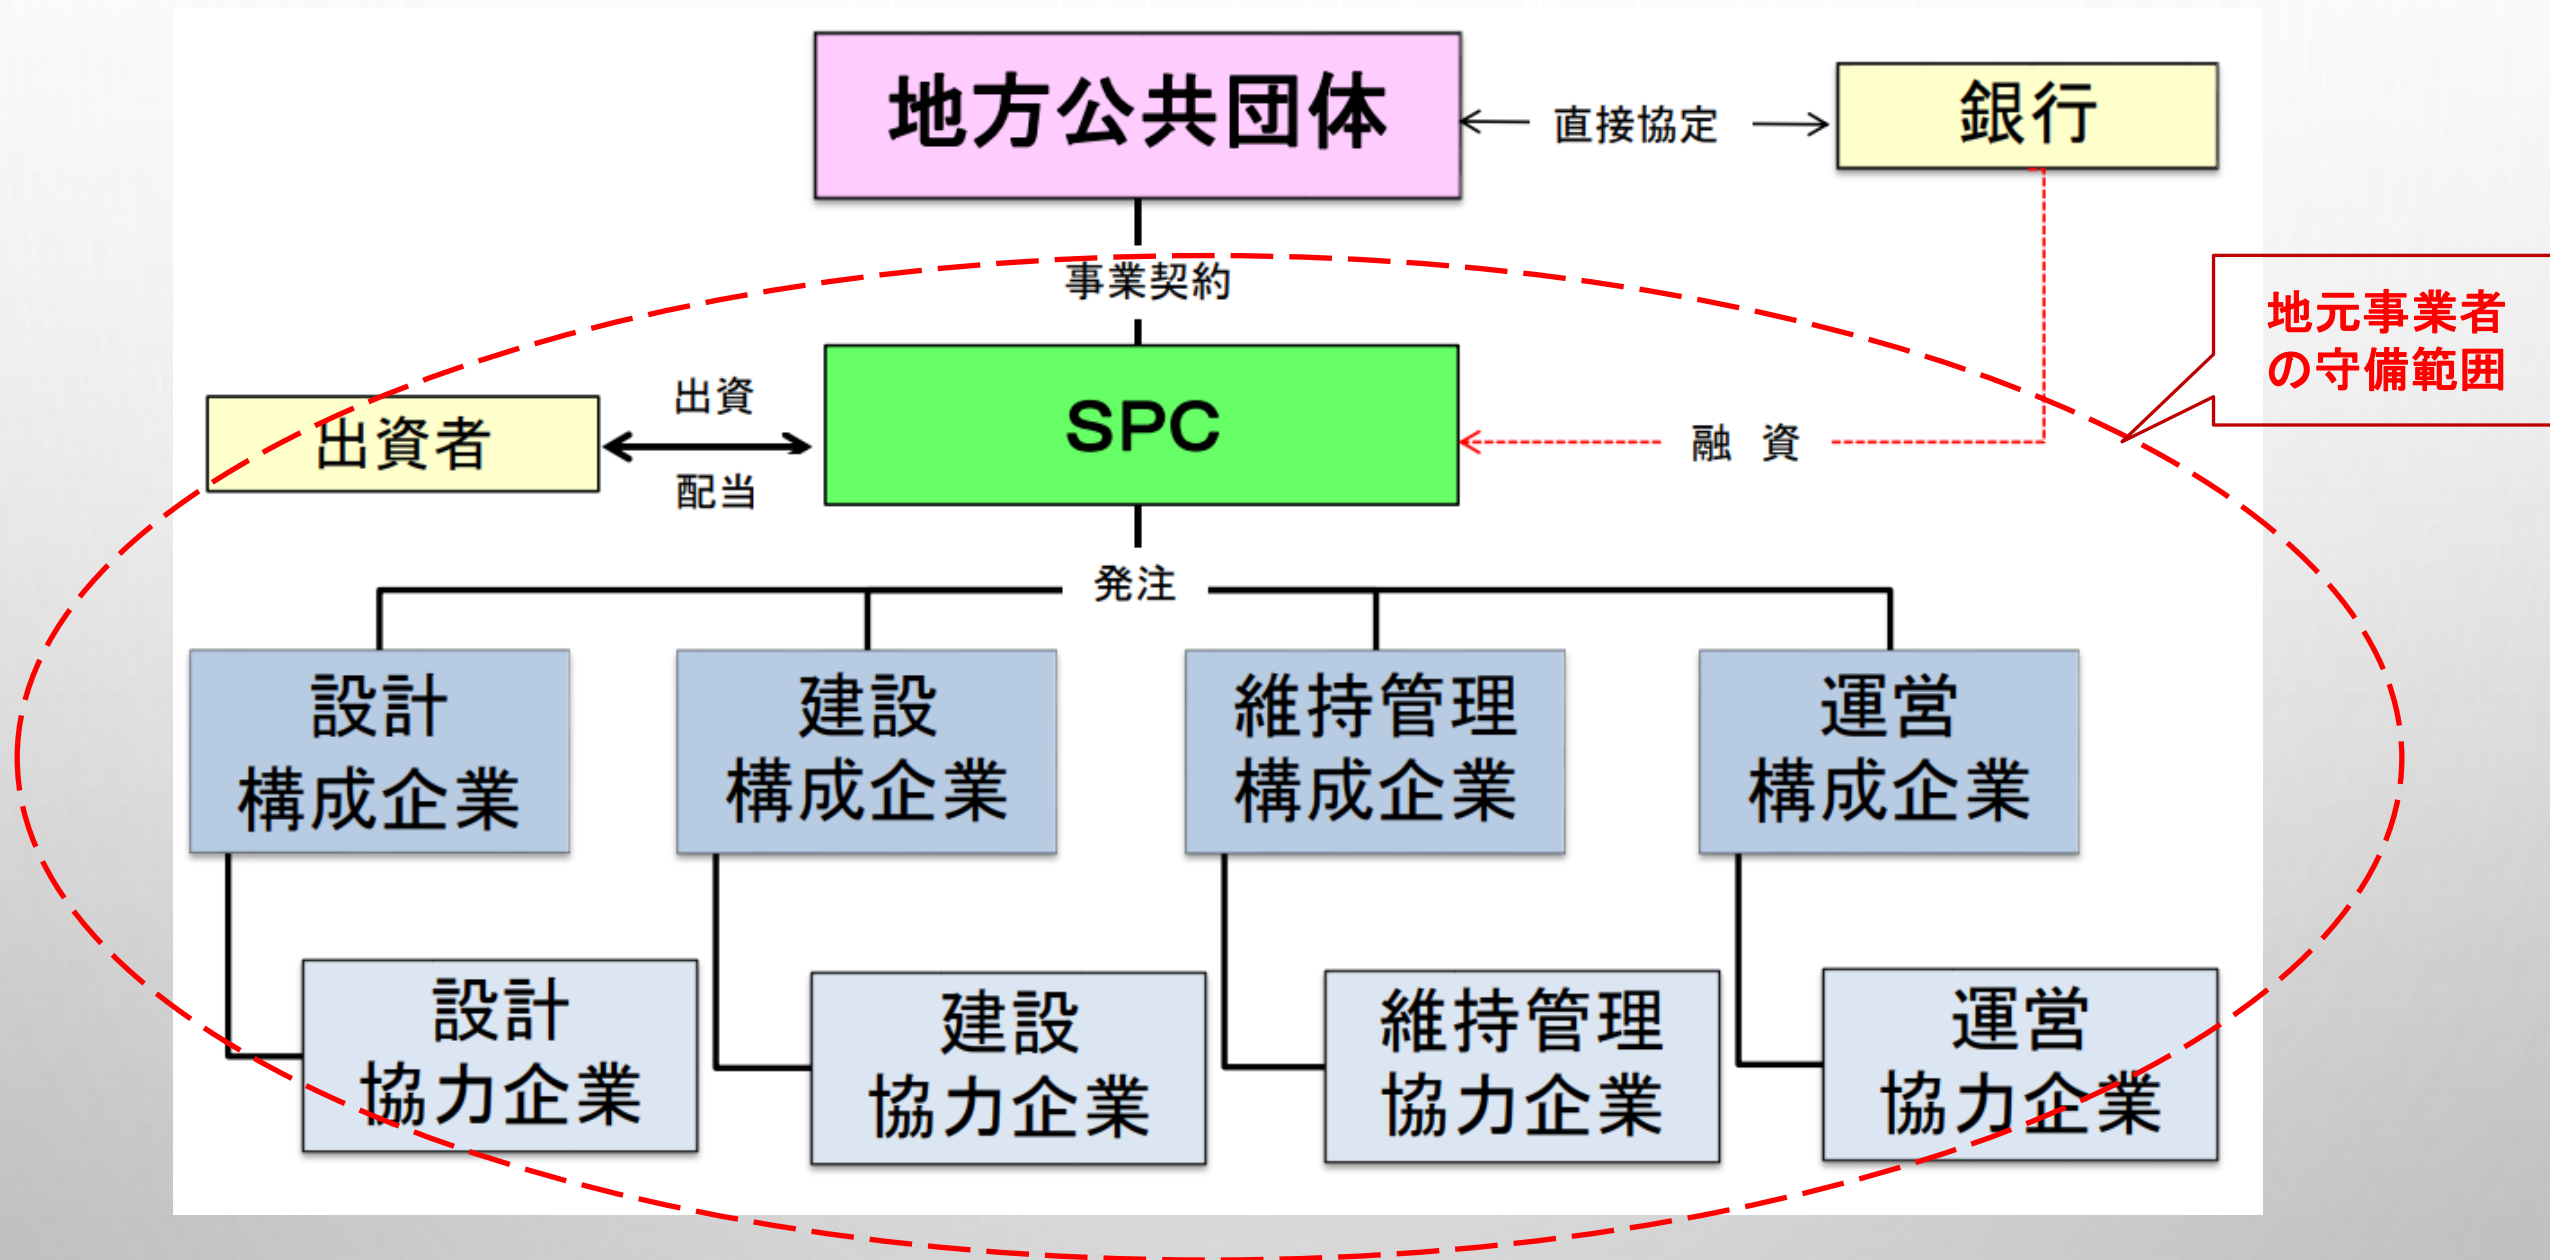 地方公共団体
直接協定
銀行
事業契約
地元事業者
の守備範囲
出資者
出資
配当
SPC
融 資
発注
設計
構成企業
建設
構成企業
維持管理
構成企業
運営
構成企業
設計
協力企業
建設
協力企業
維持管理
協力企業
運営
協力企業